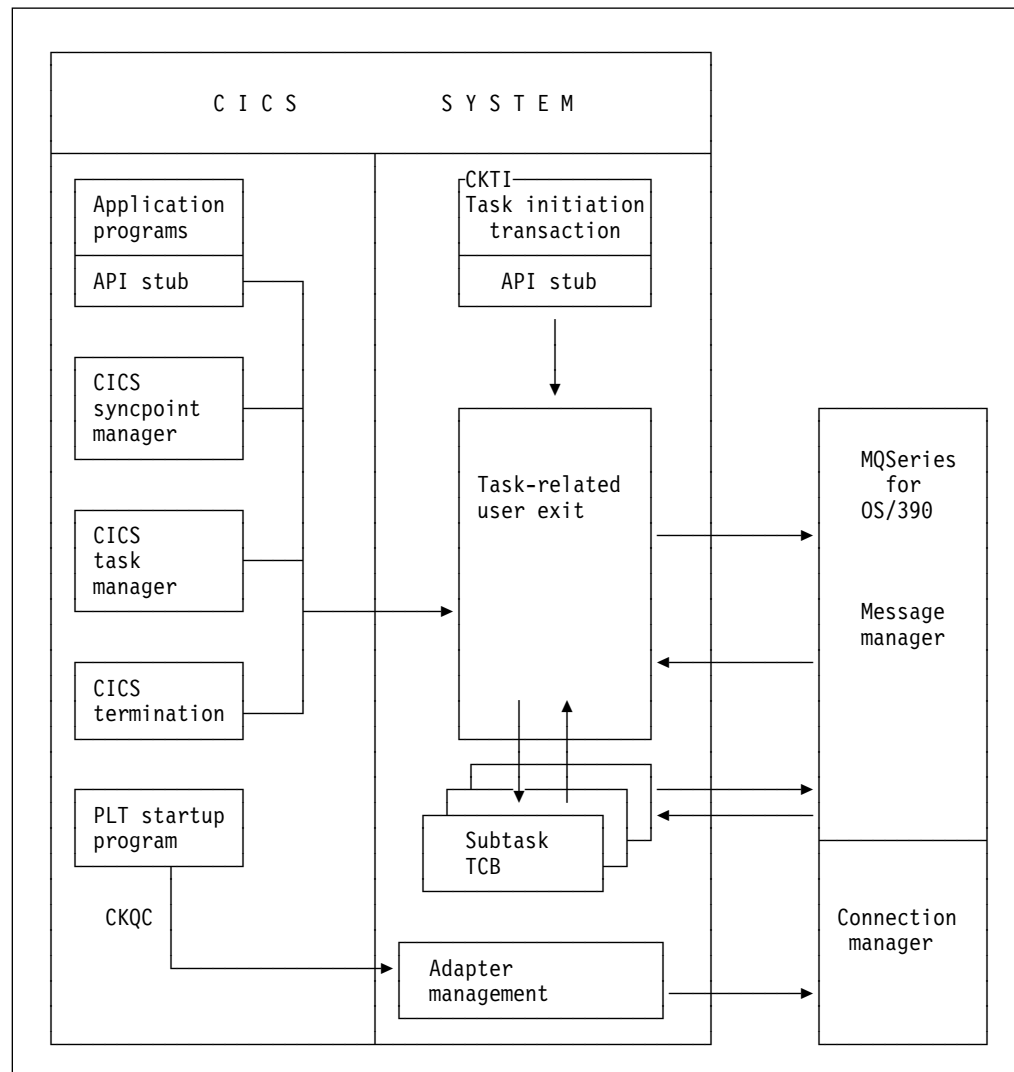 C I C S S Y S T E M
Application
programs
API stub
CICS
syncpoint
manager
CICS
task
manager
CICS
termination
PLT startup
program
CKQC
CKTI
Task initiation
transaction
API stub
Task-related
user exit
Subtask
TCB
Adapter
management
MQSeries
for
OS/390
Message
manager
Connection
manager